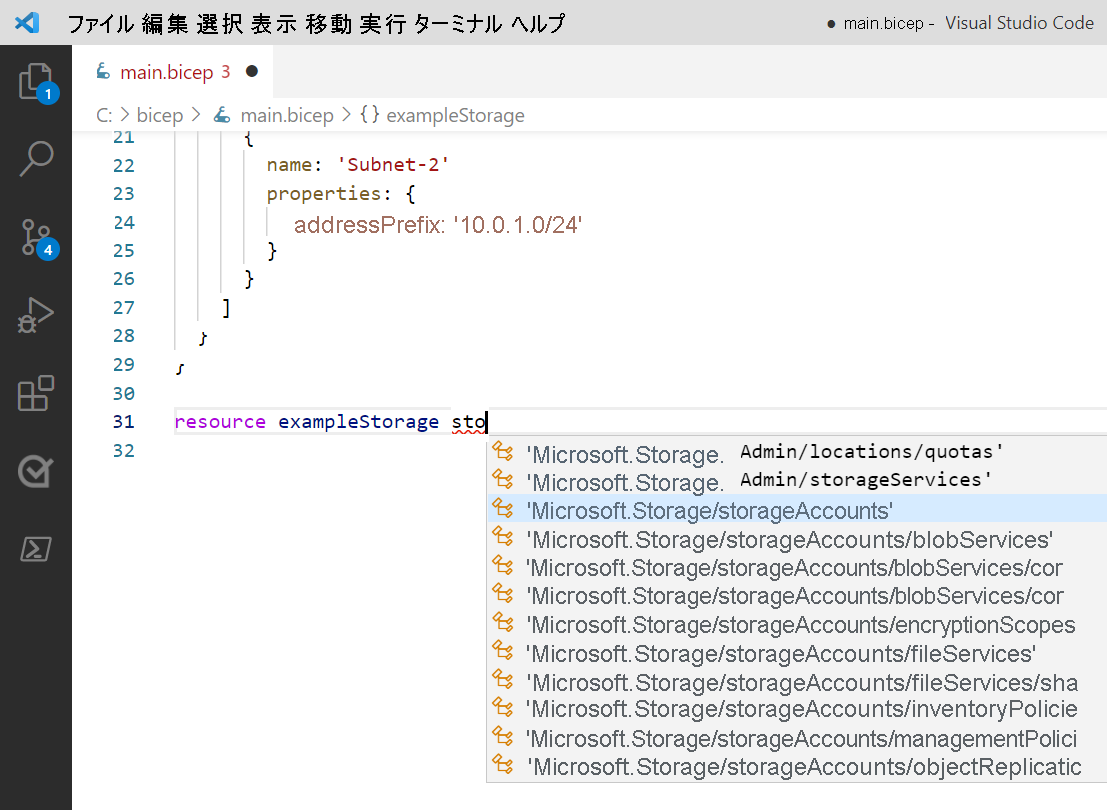 ファイル 編集 選択 表示 移動 実行 ターミナル ヘルプ ● main.bicep - Visual Studio Code
main.bicep 3 ●
C: > bicep > main.bicep > {} exampleStorage
1
4
21 {
22 name: 'Subnet-2'
23 properties: {
24 addressPrefix: '10.0.1.0/24'
25 }
26 }
27 ]
28 }
29 }
30
31 resource exampleStorage sto
32
'Microsoft.Storage. Admin/locations/quotas'
'Microsoft.Storage. Admin/storageServices'
'Microsoft.Storage/storageAccounts'
'Microsoft.Storage/storageAccounts/blobServices'
'Microsoft.Storage/storageAccounts/blobServices/cor
'Microsoft.Storage/storageAccounts/blobServices/cor
'Microsoft.Storage/storageAccounts/encryptionScopes
'Microsoft.Storage/storageAccounts/fileServices'
'Microsoft.Storage/storageAccounts/fileServices/sha
'Microsoft.Storage/storageAccounts/inventoryPolicie
'Microsoft.Storage/storageAccounts/managementPolici
'Microsoft.Storage/storageAccounts/objectReplicatic